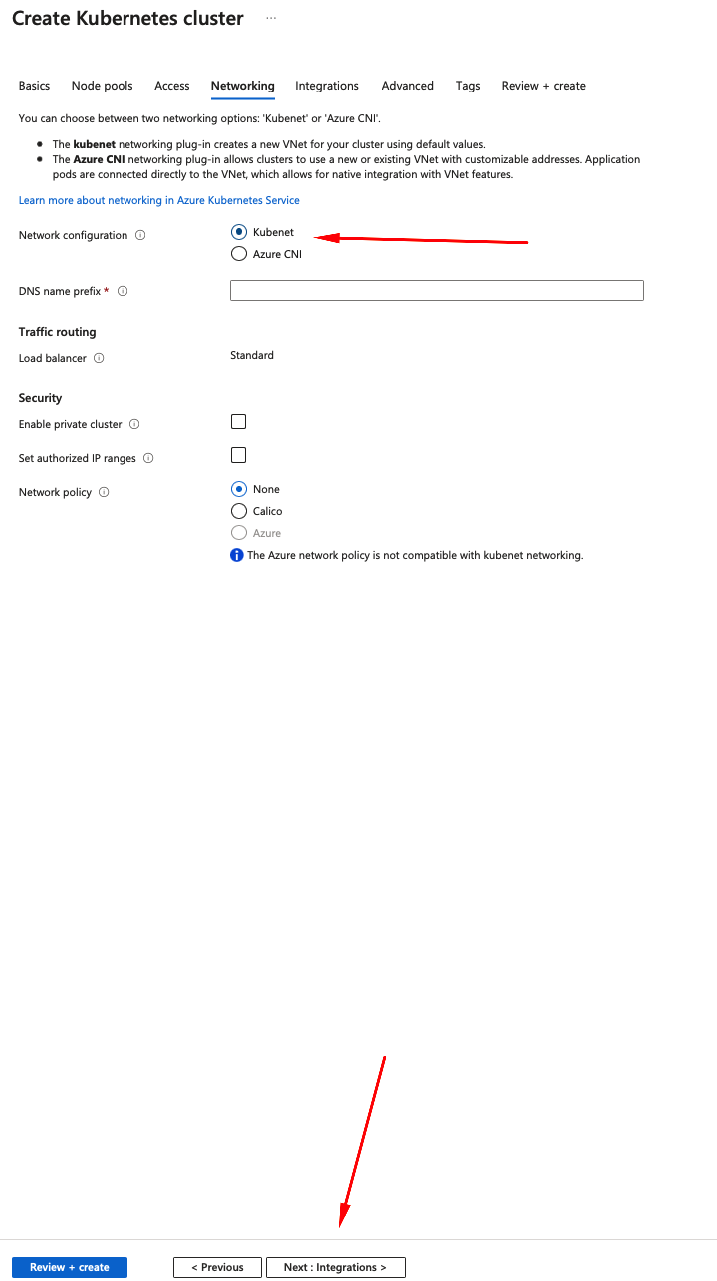 Create Kubernetes cluster ...
Basics Node pools Access Networking Integrations Advanced Tags Review + create
You can choose between two networking options: 'Kubenet' or 'Azure CNI'.
• The kubenet networking plug-in creates a new VNet for your cluster using default values.
• The Azure CNI networking plug-in allows clusters to use a new or existing VNet with customizable addresses. Application
pods are connected directly to the VNet, which allows for native integration with VNet features.
Learn more about networking in Azure Kubernetes Service
Network configuration
Kubenet
Azure CNI
DNS name prefix *
Traffic routing
Load balancer Standard
Security
Enable private cluster
Set authorized IP ranges
Network policy
None
Calico
Azure
The Azure network policy is not compatible with kubenet networking.
Review + create < Previous Next : Integrations >